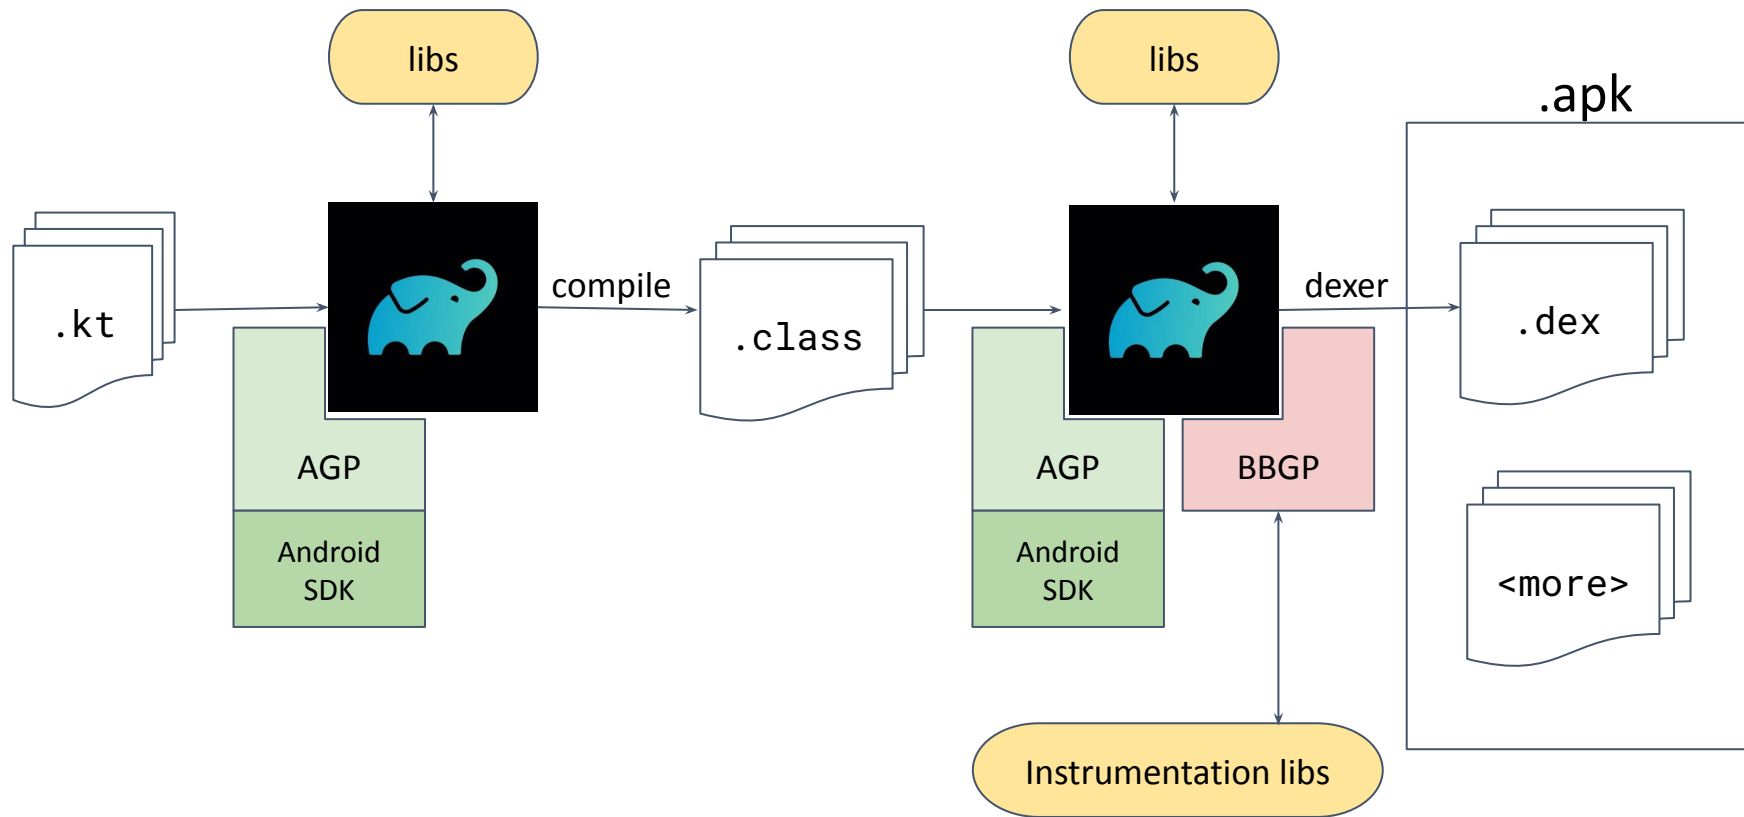 libs
libs
.apk
.kt
compile
.class
dexer
.dex
AGP
AGP
BBGP
Android
SDK
Android
SDK
<more>
Instrumentation libs